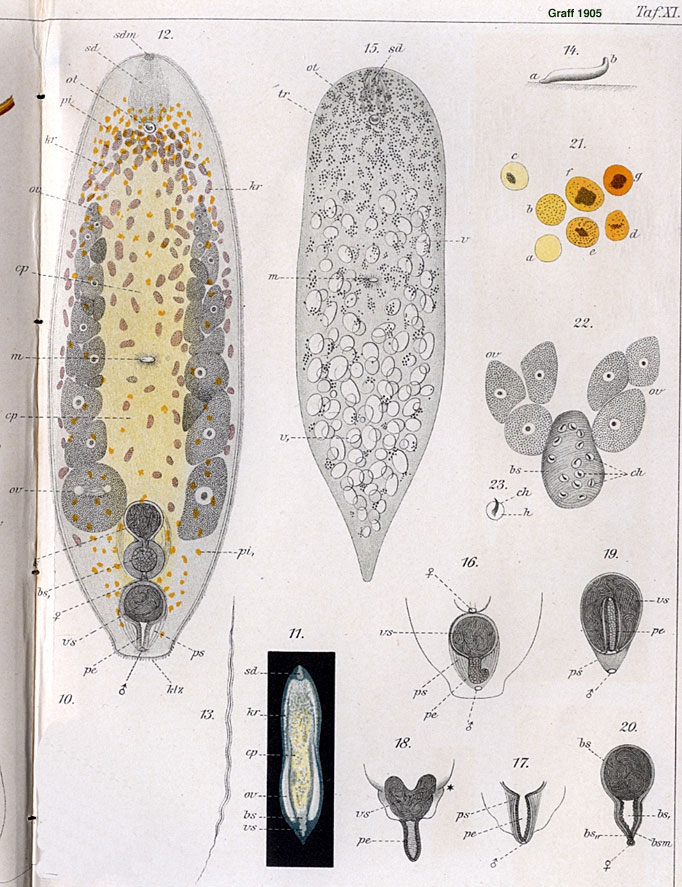 Graff 1905
Taf. XI.
12.
sdm
sd
ot
pi
kr
kr
ov
cp
m
cp
ov
pi,
bs,
♀
vs
ps
pe
♂
klz
10.
13.
15.
sd
ot
tr
v
m
v,
14.
a
b
21.
c
f
g
b
a
e
d
22.
ov
ov
bs
ch
23.
ch
k
16.
♀
vs
ps
pe
♂
19.
vs
pe
ps
♂
11.
sd
kr
cp
ov
bs
vs
18.
vs
pe
17.
ps
pe
♂
20.
bs
bs,
bs,,
bsm
♀